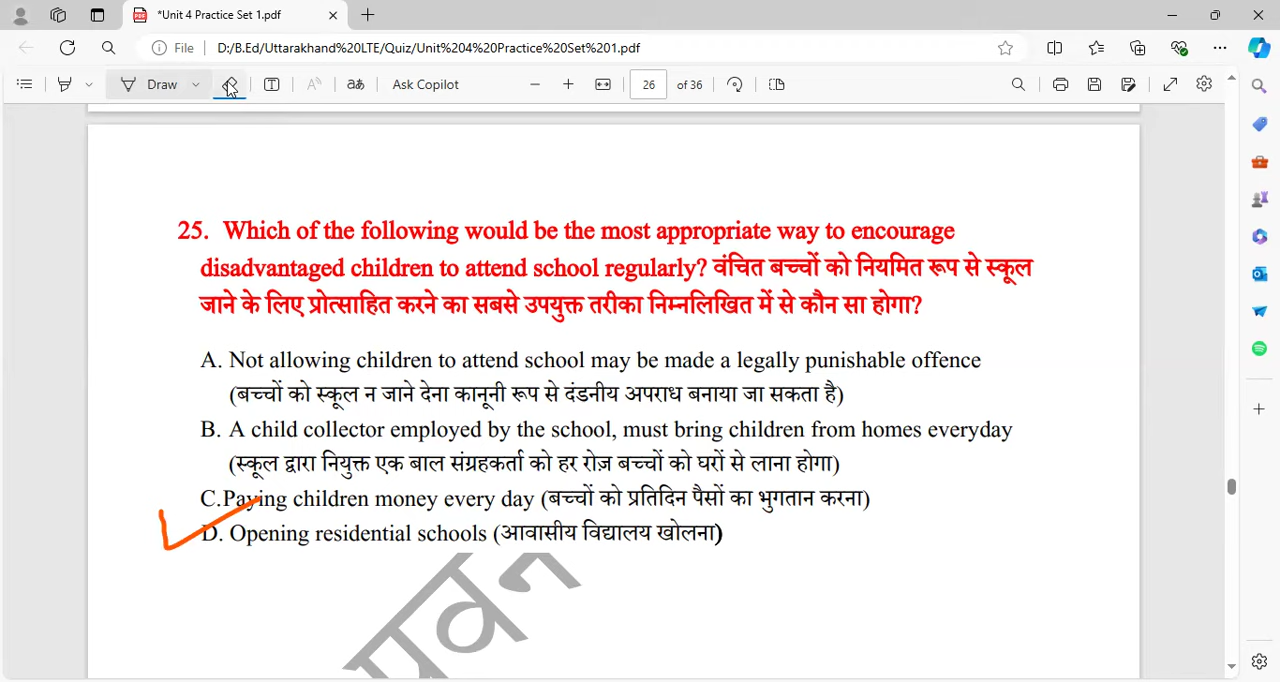 *Unit 4 Practice Set 1.pdf
File D:/B.Ed/Uttarakhand%20LTE/Quiz/Unit%204%20Practice%20Set%201.pdf
Draw aあ Ask Copilot 26 of 36
25. Which of the following would be the most appropriate way to encourage
disadvantaged children to attend school regularly? वंचित बच्चों को नियमित रूप से स्कूल
जाने के लिए प्रोत्साहित करने का सबसे उपयुक्त तरीका निम्नलिखित में से कौन सा होगा?
A. Not allowing children to attend school may be made a legally punishable offence
(बच्चों को स्कूल न जाने देना कानूनी रूप से दंडनीय अपराध बनाया जा सकता है)
B. A child collector employed by the school, must bring children from homes everyday
(स्कूल द्वारा नियुक्त एक बाल संग्रहकर्ता को हर रोज़ बच्चों को घरों से लाना होगा)
C.Paying children money every day (बच्चों को प्रतिदिन पैसों का भुगतान करना)
D. Opening residential schools (आवासीय विद्यालय खोलना)